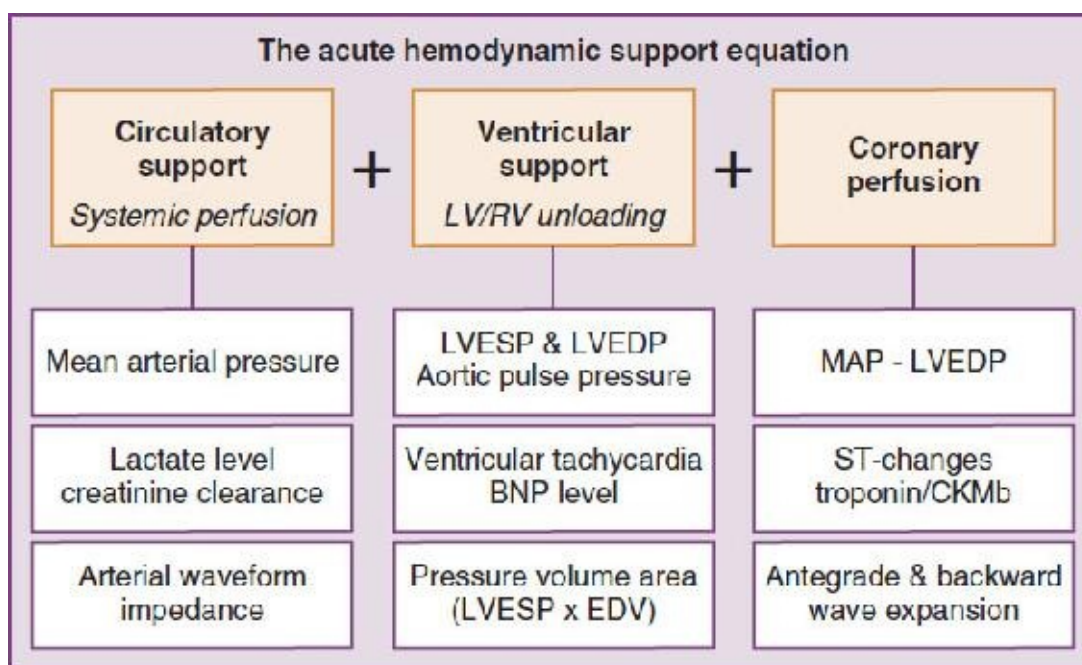 The acute hemodynamic support equation
Circulatory
support
Systemic perfusion
+
Ventricular
support
LV/RV unloading
+
Coronary
perfusion
Mean arterial pressure
LVESP & LVEDP
Aortic pulse pressure
MAP - LVEDP
Lactate level
creatinine clearance
Ventricular tachycardia
BNP level
ST-changes
troponin/CKMb
Arterial waveform
impedance
Pressure volume area
(LVESP x EDV)
Antegrade & backward
wave expansion